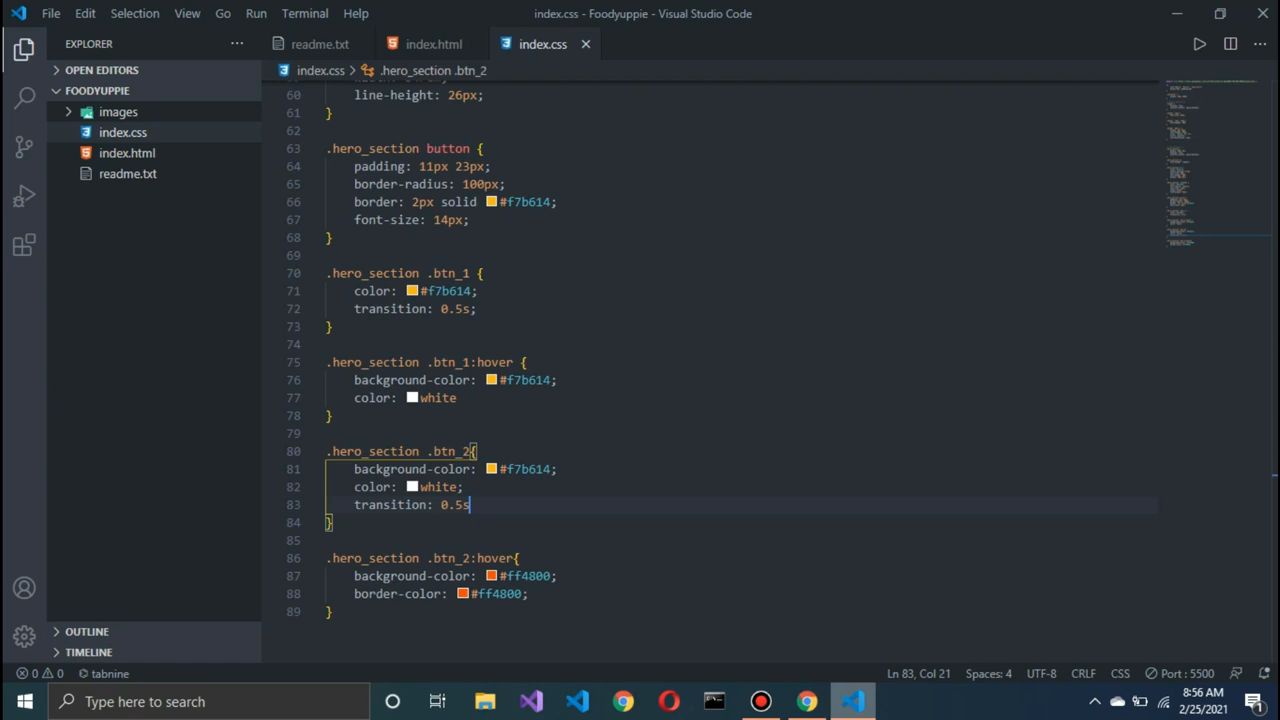 File Edit Selection View Go Run Terminal Help
index.css - Foodyuppie - Visual Studio Code
EXPLORER
readme.txt
index.html
index.css
OPEN EDITORS
FOODYUPPIE
images
index.css
index.html
readme.txt
index.css > .hero_section .btn_2
60 line-height: 26px;
61 }
62
63 .hero_section button {
64 padding: 11px 23px;
65 border-radius: 100px;
66 border: 2px solid #f7b614;
67 font-size: 14px;
68 }
69
70 .hero_section .btn_1 {
71 color: #f7b614;
72 transition: 0.5s;
73 }
74
75 .hero_section .btn_1:hover {
76 background-color: #f7b614;
77 color: white
78 }
79
80 .hero_section .btn_2{
81 background-color: #f7b614;
82 color: white;
83 transition: 0.5s
84 }
85
86 .hero_section .btn_2:hover{
87 background-color: #ff4800;
88 border-color: #ff4800;
89 }
OUTLINE
TIMELINE
0 0 tabnine
Ln 83, Col 21 Spaces: 4 UTF-8 CRLF CSS Port : 5500
Type here to search
8:56 AM
2/25/2021
1